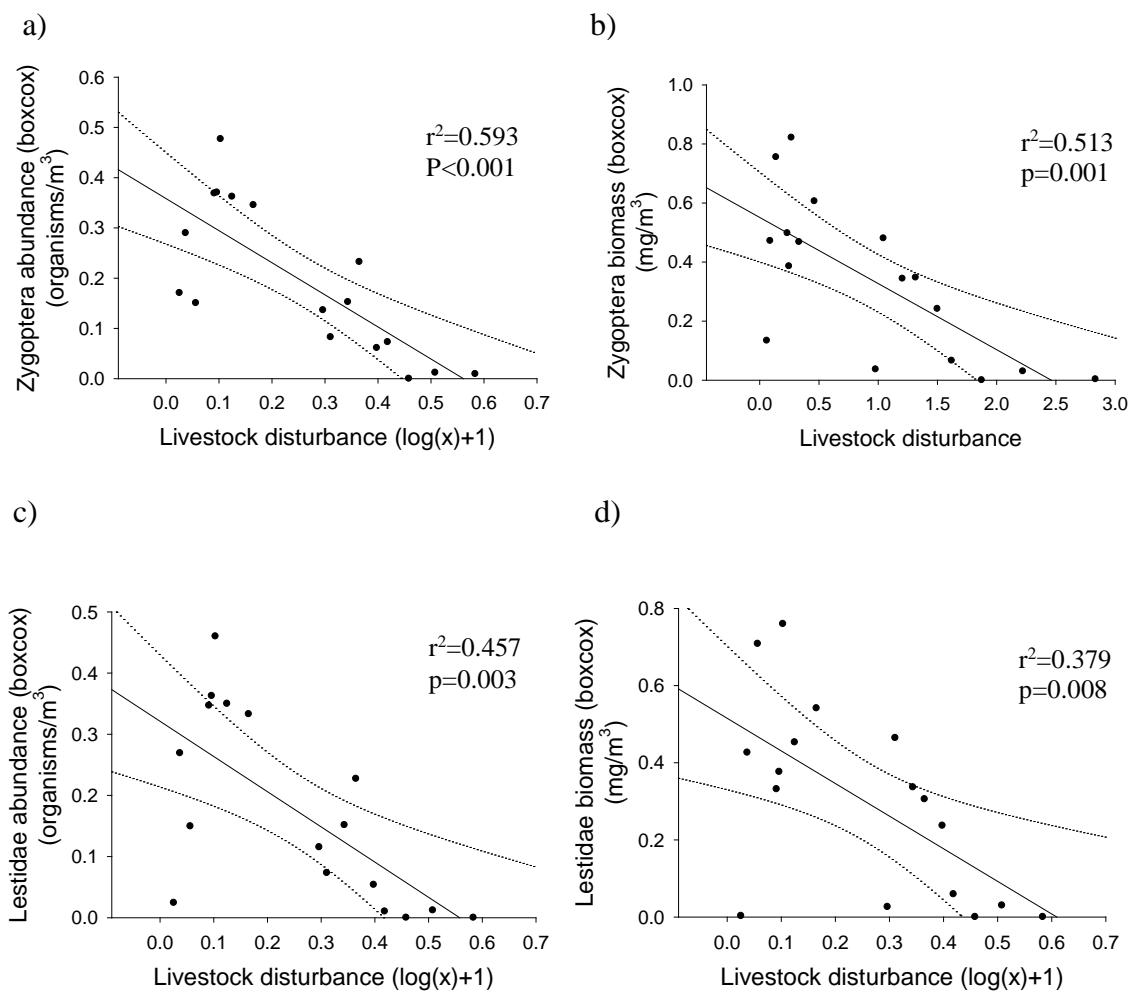 a)
Zygoptera abundance (boxcox)
(organisms/m³)
0.6
0.5
0.4
0.3
0.2
0.1
0.0
r²=0.593
P<0.001
0.0 0.1 0.2 0.3 0.4 0.5 0.6 0.7
Livestock disturbance (log(x)+1)
b)
Zygoptera biomass (boxcox)
(mg/m³)
1.0
0.8
0.6
0.4
0.2
0.0
r²=0.513
p=0.001
0.0 0.5 1.0 1.5 2.0 2.5 3.0
Livestock disturbance
c)
Lestidae abundance (boxcox)
(organisms/m³)
0.5
0.4
0.3
0.2
0.1
0.0
r²=0.457
p=0.003
0.0 0.1 0.2 0.3 0.4 0.5 0.6 0.7
Livestock disturbance (log(x)+1)
d)
Lestidae biomass (boxcox)
(mg/m³)
0.8
0.6
0.4
0.2
0.0
r²=0.379
p=0.008
0.0 0.1 0.2 0.3 0.4 0.5 0.6 0.7
Livestock disturbance (log(x)+1)